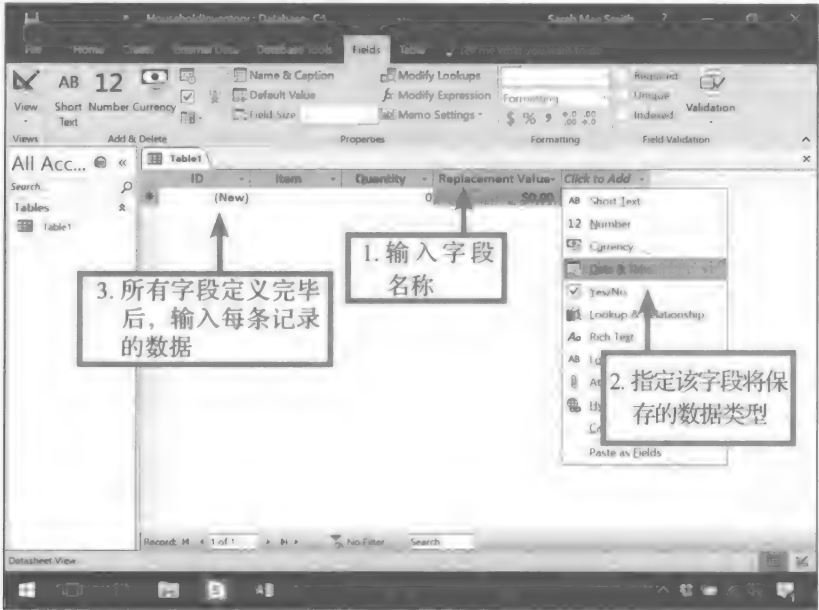 HouseholdInventory : Database- C:\
Sarah Mae Smith ? — ×
File Home Create External Data Database Tools Fields Table Tell me what you want to do
View
AB Short Text
12 Number
Currency
Name & Caption
Default Value
Field Size
Modify Lookups
fx Modify Expression
ab Memo Settings
Formatting
$ % ,
Required
Unique
Indexed
Validation
Views Add & Delete Properties Formatting Field Validation
All Acc... «
Search...
Tables
Table1
Table1 ×
ID Item Quantity Replacement Value Click to Add
(New) 0 $0.00
AB Short Text
12 Number
Currency
Date & Time
Yes/No
Lookup & Relationship
Aa Rich Text
Paste as Fields
1. 输入字段
名称
2. 指定该字段将保
存的数据类型
3. 所有字段定义完毕
后，输入每条记录
的数据
Record: 1 of 1 No Filter Search
Datasheet View